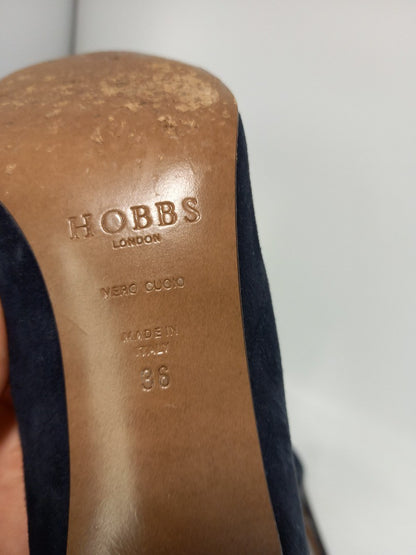 HOBBS
LONDON
VERO CUOIO
MADE IN
ITALY
36